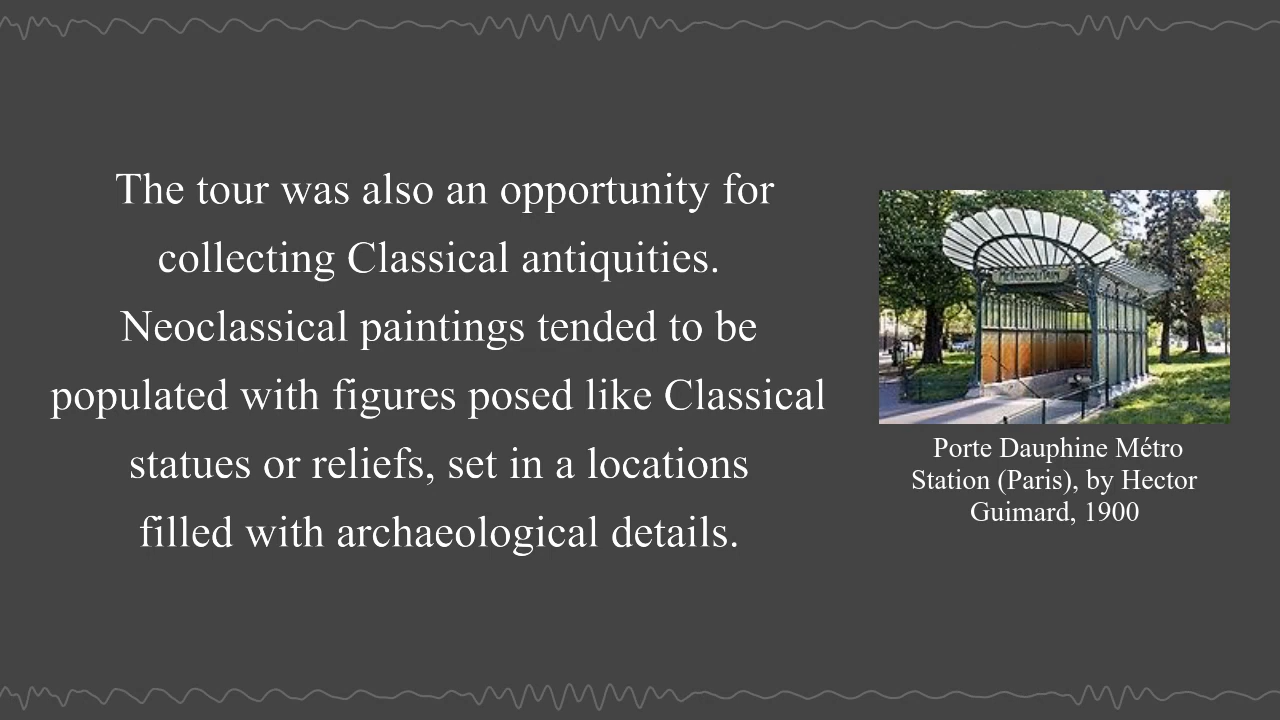 The tour was also an opportunity for
collecting Classical antiquities.
Neoclassical paintings tended to be
populated with figures posed like Classical
statues or reliefs, set in a locations
filled with archaeological details.
METROPOLITAIN
Porte Dauphine Métro
Station (Paris), by Hector
Guimard, 1900